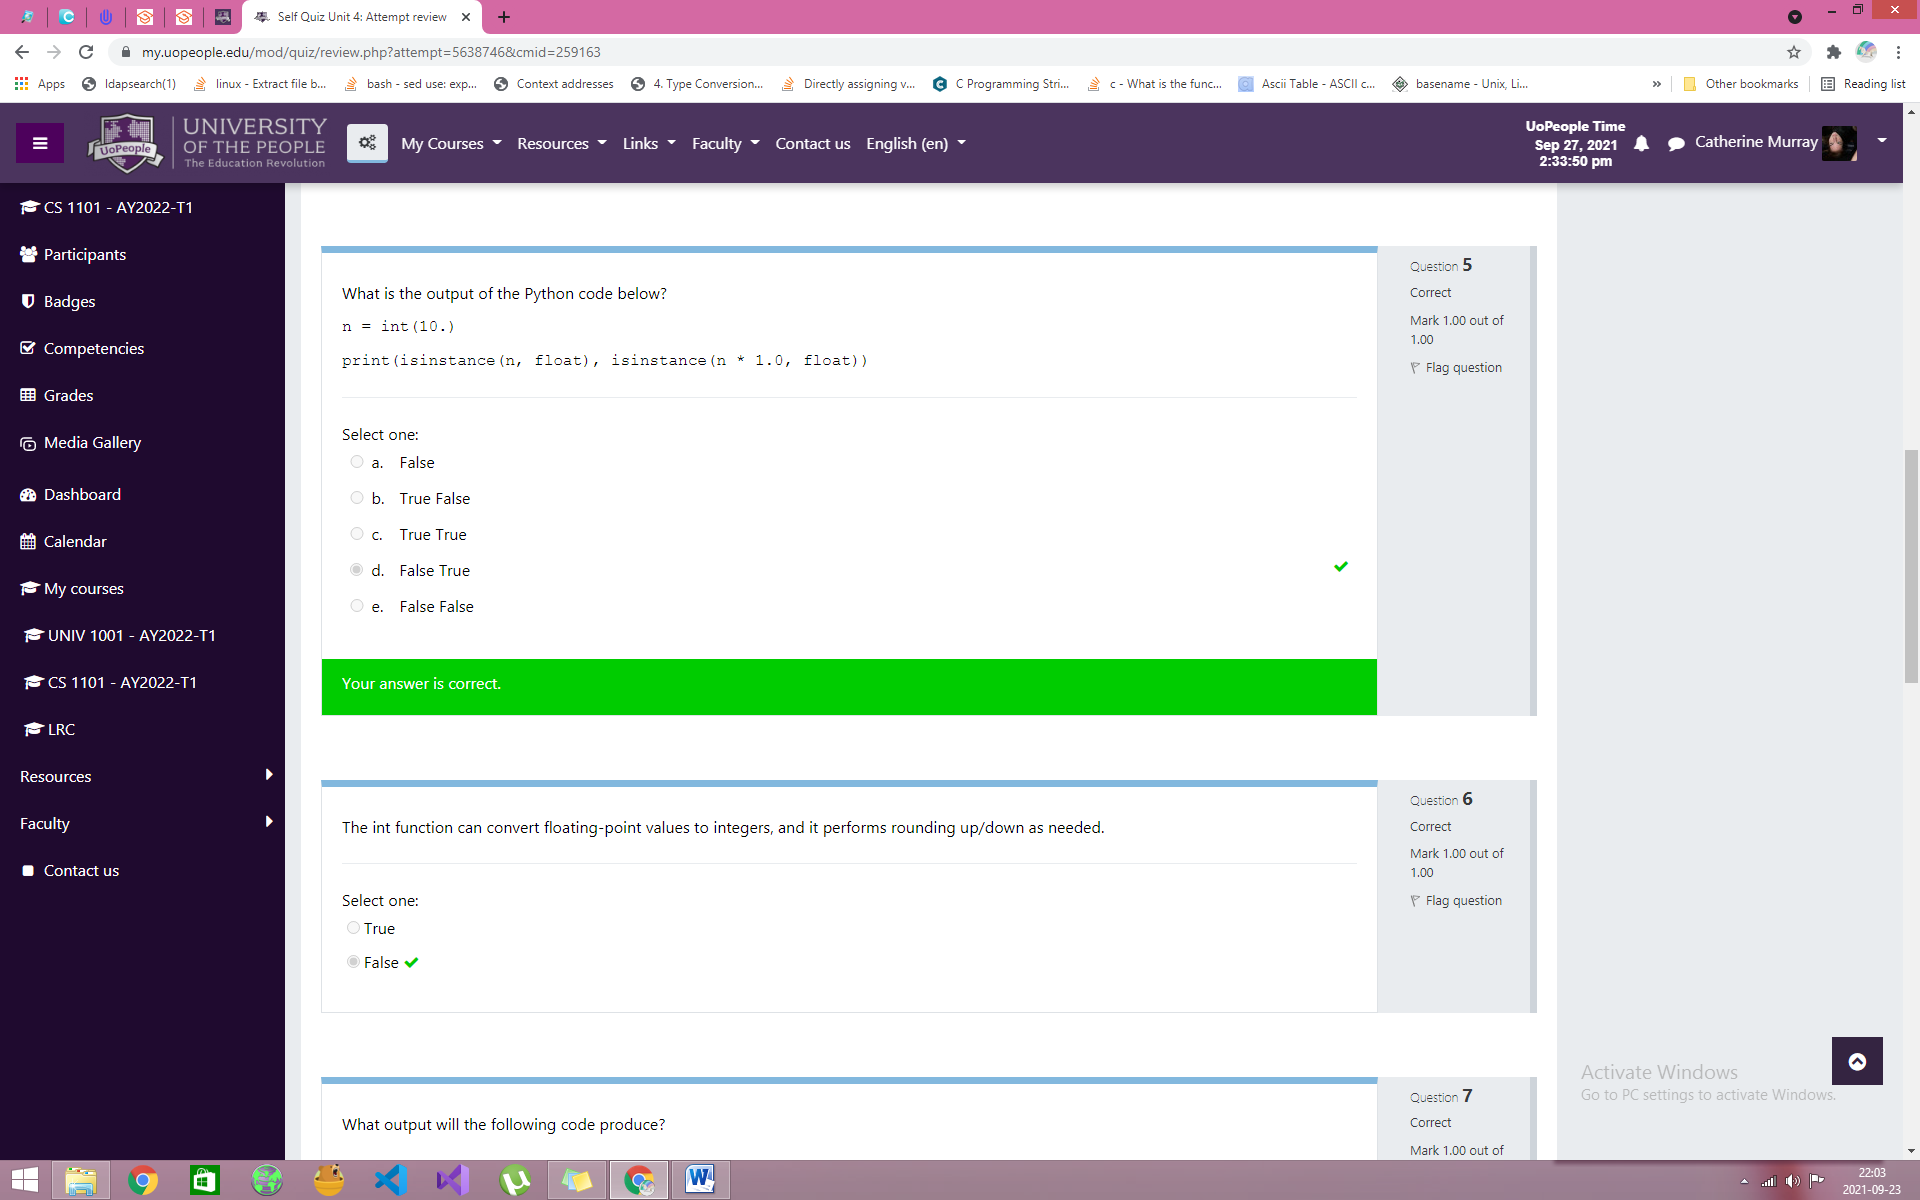 Self Quiz Unit 4: Attempt review
my.uopeople.edu/mod/quiz/review.php?attempt=5638746&cmid=259163
Apps
ldapsearch(1)
linux - Extract file b...
bash - sed use: exp...
Context addresses
4. Type Conversion...
Directly assigning v...
C Programming Stri...
c - What is the func...
Ascii Table - ASCII c...
basename - Unix, Li...
Other bookmarks
Reading list
UoPeople
UNIVERSITY
OF THE PEOPLE
The Education Revolution
My Courses
Resources
Links
Faculty
Contact us
English (en)
UoPeople Time
Sep 27, 2021
2:33:50 pm
Catherine Murray
CS 1101 - AY2022-T1
Participants
Badges
Competencies
Grades
Media Gallery
Dashboard
Calendar
My courses
UNIV 1001 - AY2022-T1
CS 1101 - AY2022-T1
LRC
Resources
Faculty
Contact us
What is the output of the Python code below?
n = int(10.)
print(isinstance(n, float), isinstance(n * 1.0, float))
Select one:
a. False
b. True False
c. True True
d. False True
e. False False
Your answer is correct.
Question 5
Correct
Mark 1.00 out of
1.00
Flag question
The int function can convert floating-point values to integers, and it performs rounding up/down as needed.
Select one:
True
False
Question 6
Correct
Mark 1.00 out of
1.00
Flag question
What output will the following code produce?
Question 7
Correct
Mark 1.00 out of
Activate Windows
Go to PC settings to activate Windows.
22:03
2021-09-23